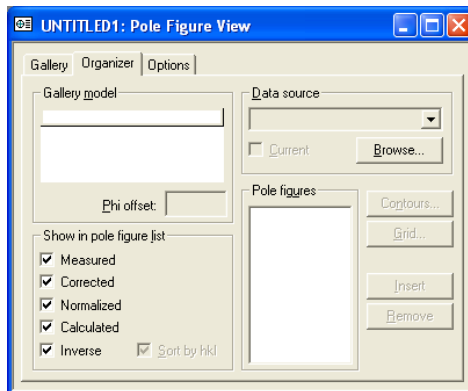 UNTITLED1: Pole Figure View
Gallery
Organizer
Options
Gallery model
Phi offset:
Show in pole figure list
Measured
Corrected
Normalized
Calculated
Inverse
Sort by hkl
Data source
Current
Browse...
Pole figures
Contours...
Grid...
Insert
Remove